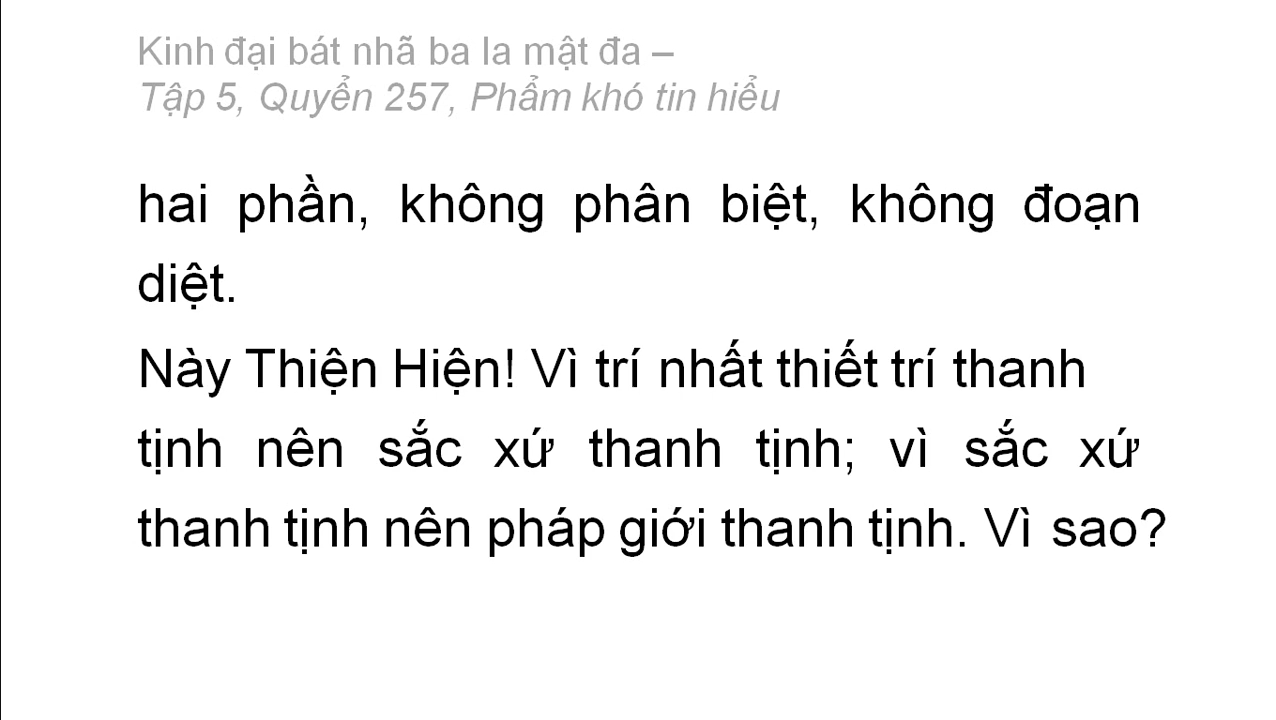 Kinh đại bát nhã ba la mật đa –
Tập 5, Quyển 257, Phẩm khó tin hiểu
hai phần, không phân biệt, không đoạn
diệt.
Này Thiện Hiện! Vì trí nhất thiết trí thanh
tịnh nên sắc xứ thanh tịnh; vì sắc xứ
thanh tịnh nên pháp giới thanh tịnh. Vì sao?